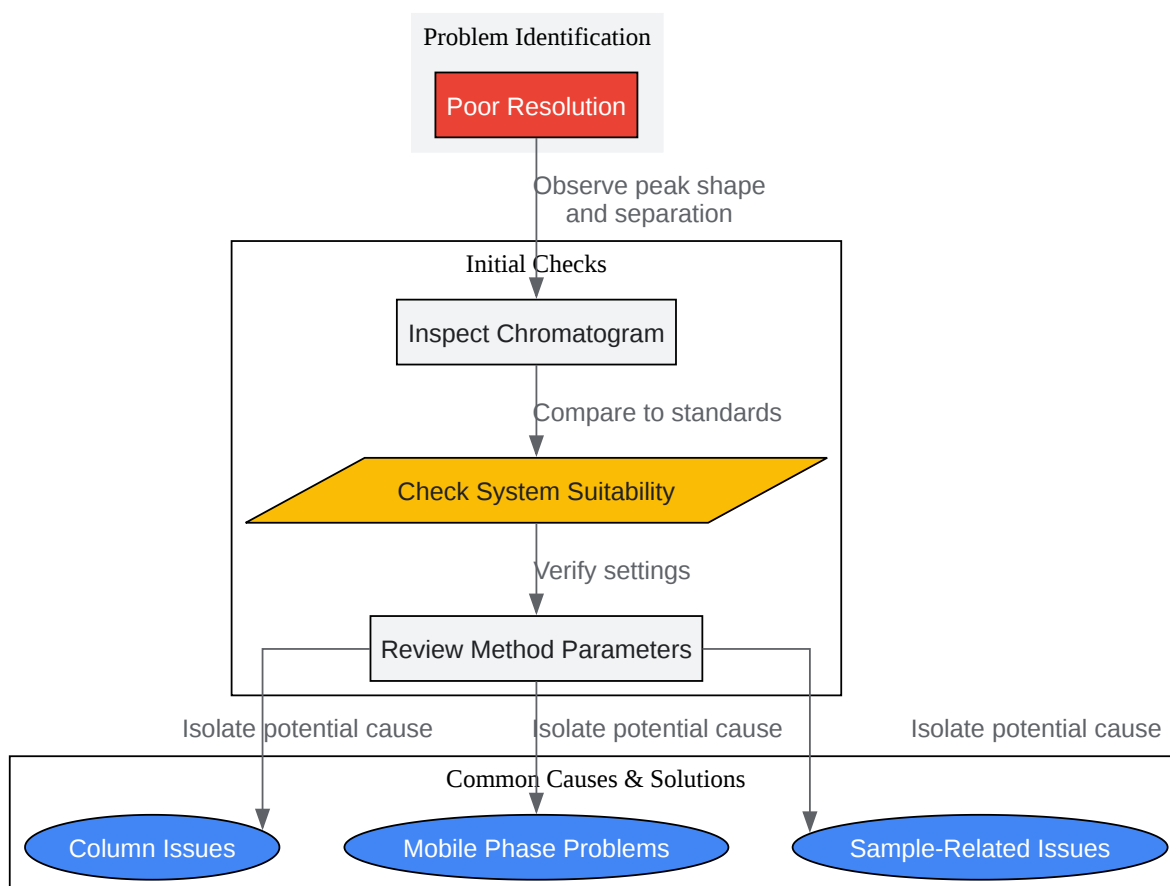 Problem Identification
Poor Resolution
Observe peak shape
and separation
Initial Checks
Inspect Chromatogram
Compare to standards
Check System Suitability
Verify settings
Review Method Parameters
Isolate potential cause
Isolate potential cause
Isolate potential cause
Common Causes & Solutions
Column Issues
Mobile Phase Problems
Sample-Related Issues